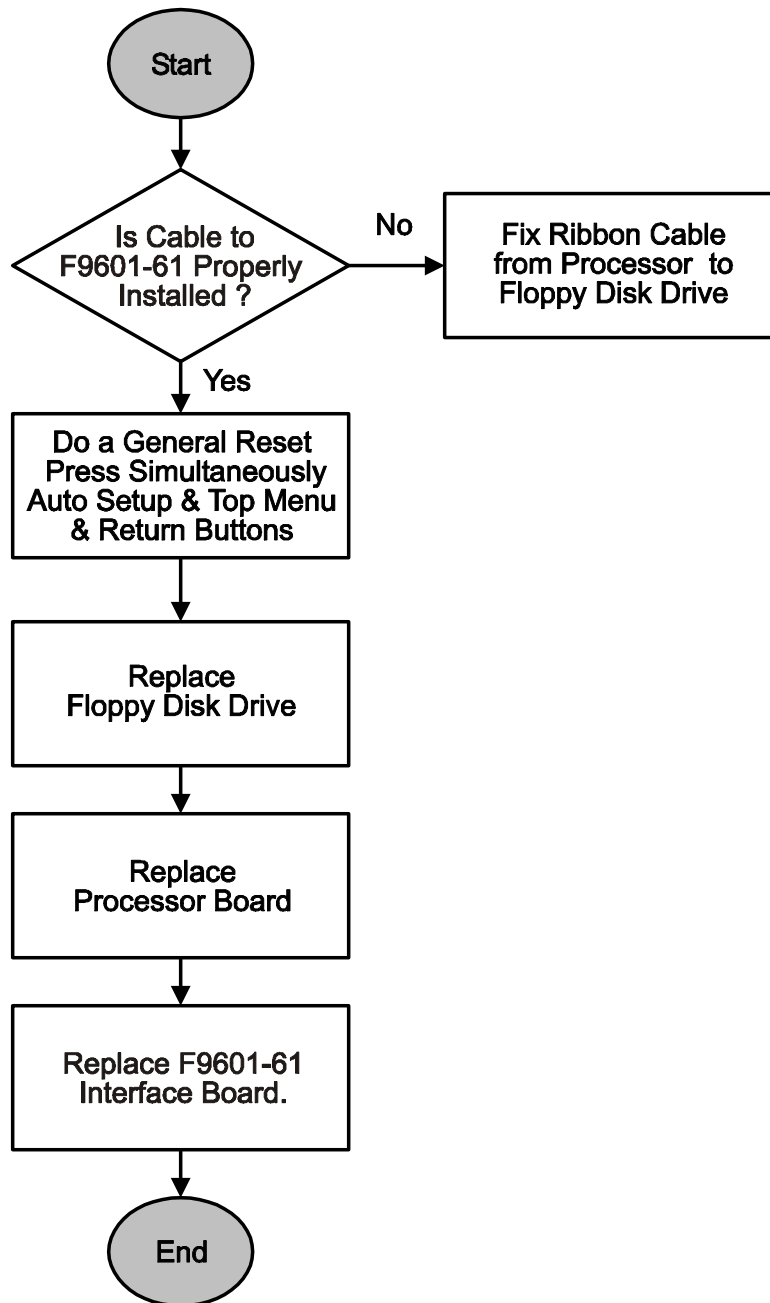 Start
Is Cable to
F9601-61 Properly
Installed ?
No
Fix Ribbon Cable
from Processor to
Floppy Disk Drive
Yes
Do a General Reset
Press Simultaneously
Auto Setup & Top Menu
& Return Buttons
Replace
Floppy Disk Drive
Replace
Processor Board
Replace F9601-61
Interface Board.
End